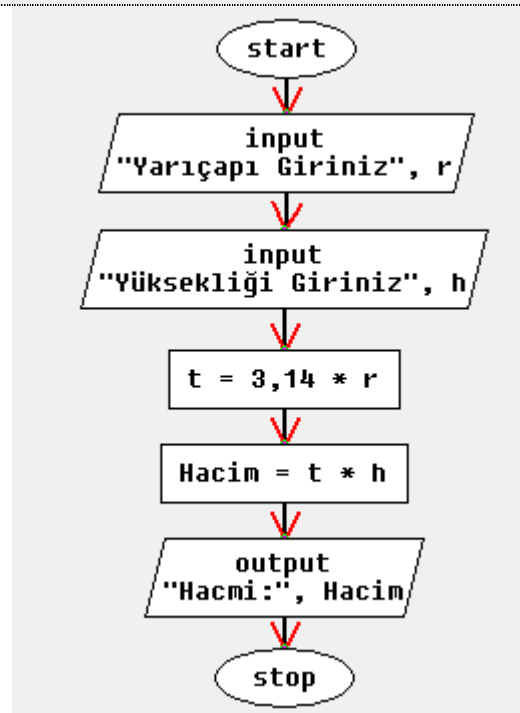 start
input
"Yarıçapı Giriniz", r
input
"Yüksekliği Giriniz", h
t = 3,14 * r
Hacim = t * h
output
"Hacmi:", Hacim
stop